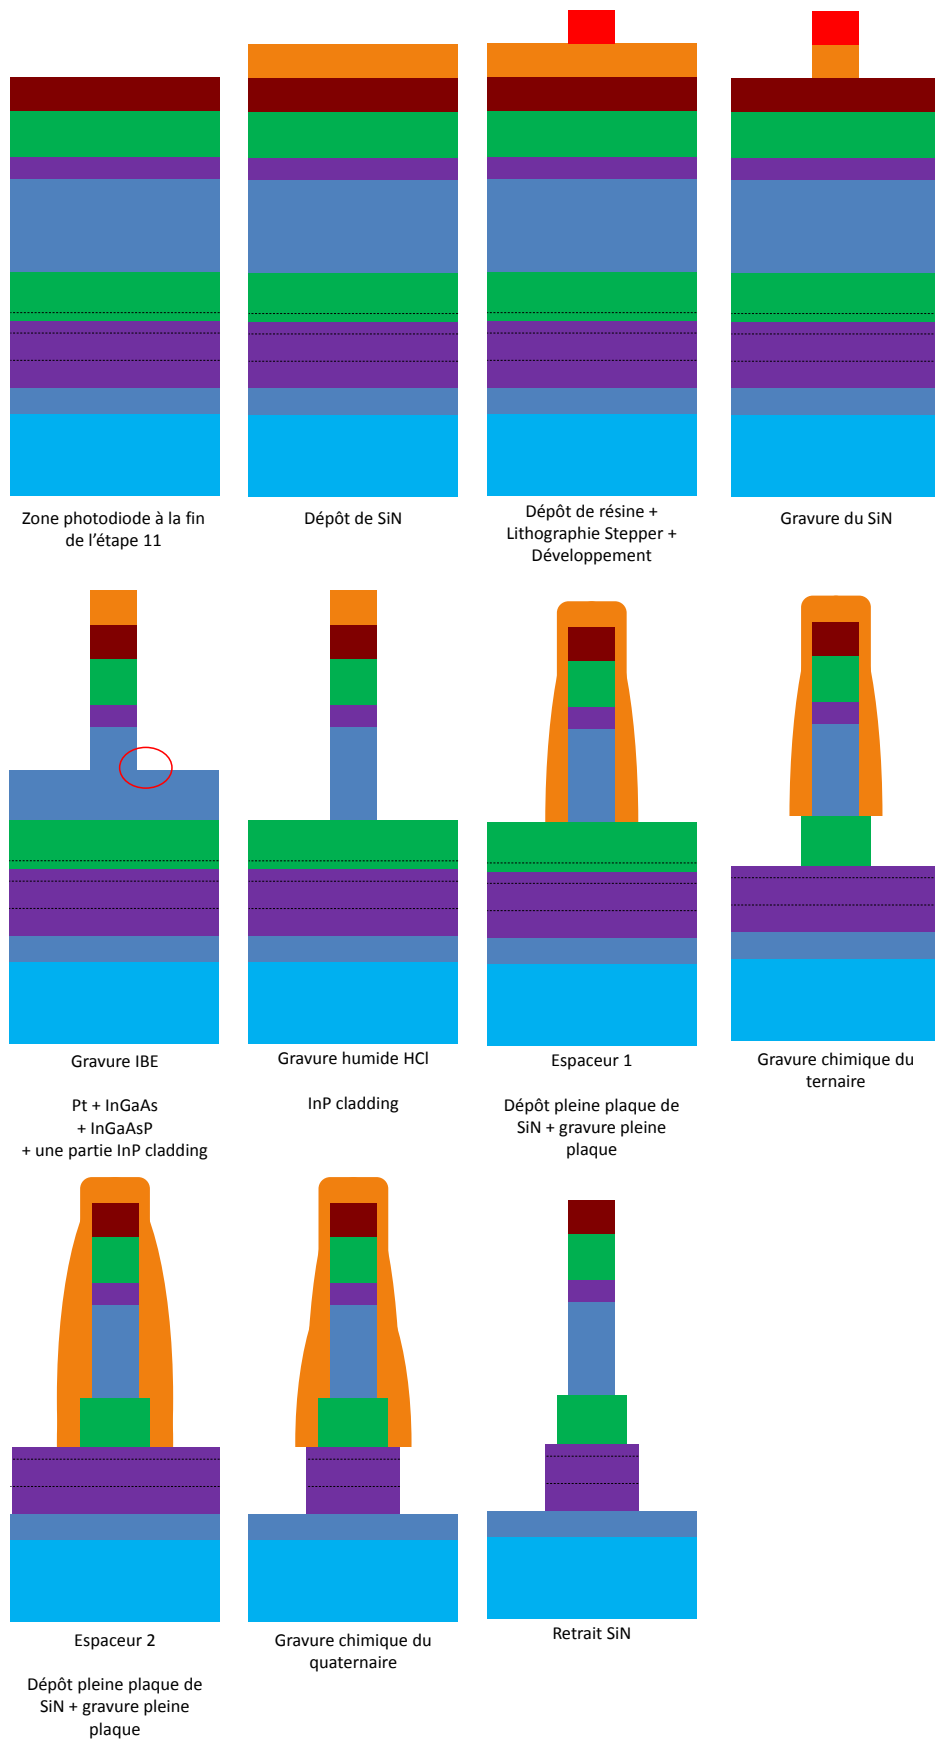 Zone photodiode à la fin
de l’étape 11
Dépôt de SiN
Dépôt de résine +
Lithographie Stepper +
Développement
Gravure du SiN
Gravure IBE
Pt + InGaAs
+ InGaAsP
+ une partie InP cladding
Gravure humide HCl
InP cladding
Espaceur 1
Dépôt pleine plaque de
SiN + gravure pleine
plaque
Gravure chimique du
ternaire
Espaceur 2
Dépôt pleine plaque de
SiN + gravure pleine
plaque
Gravure chimique du
quaternaire
Retrait SiN